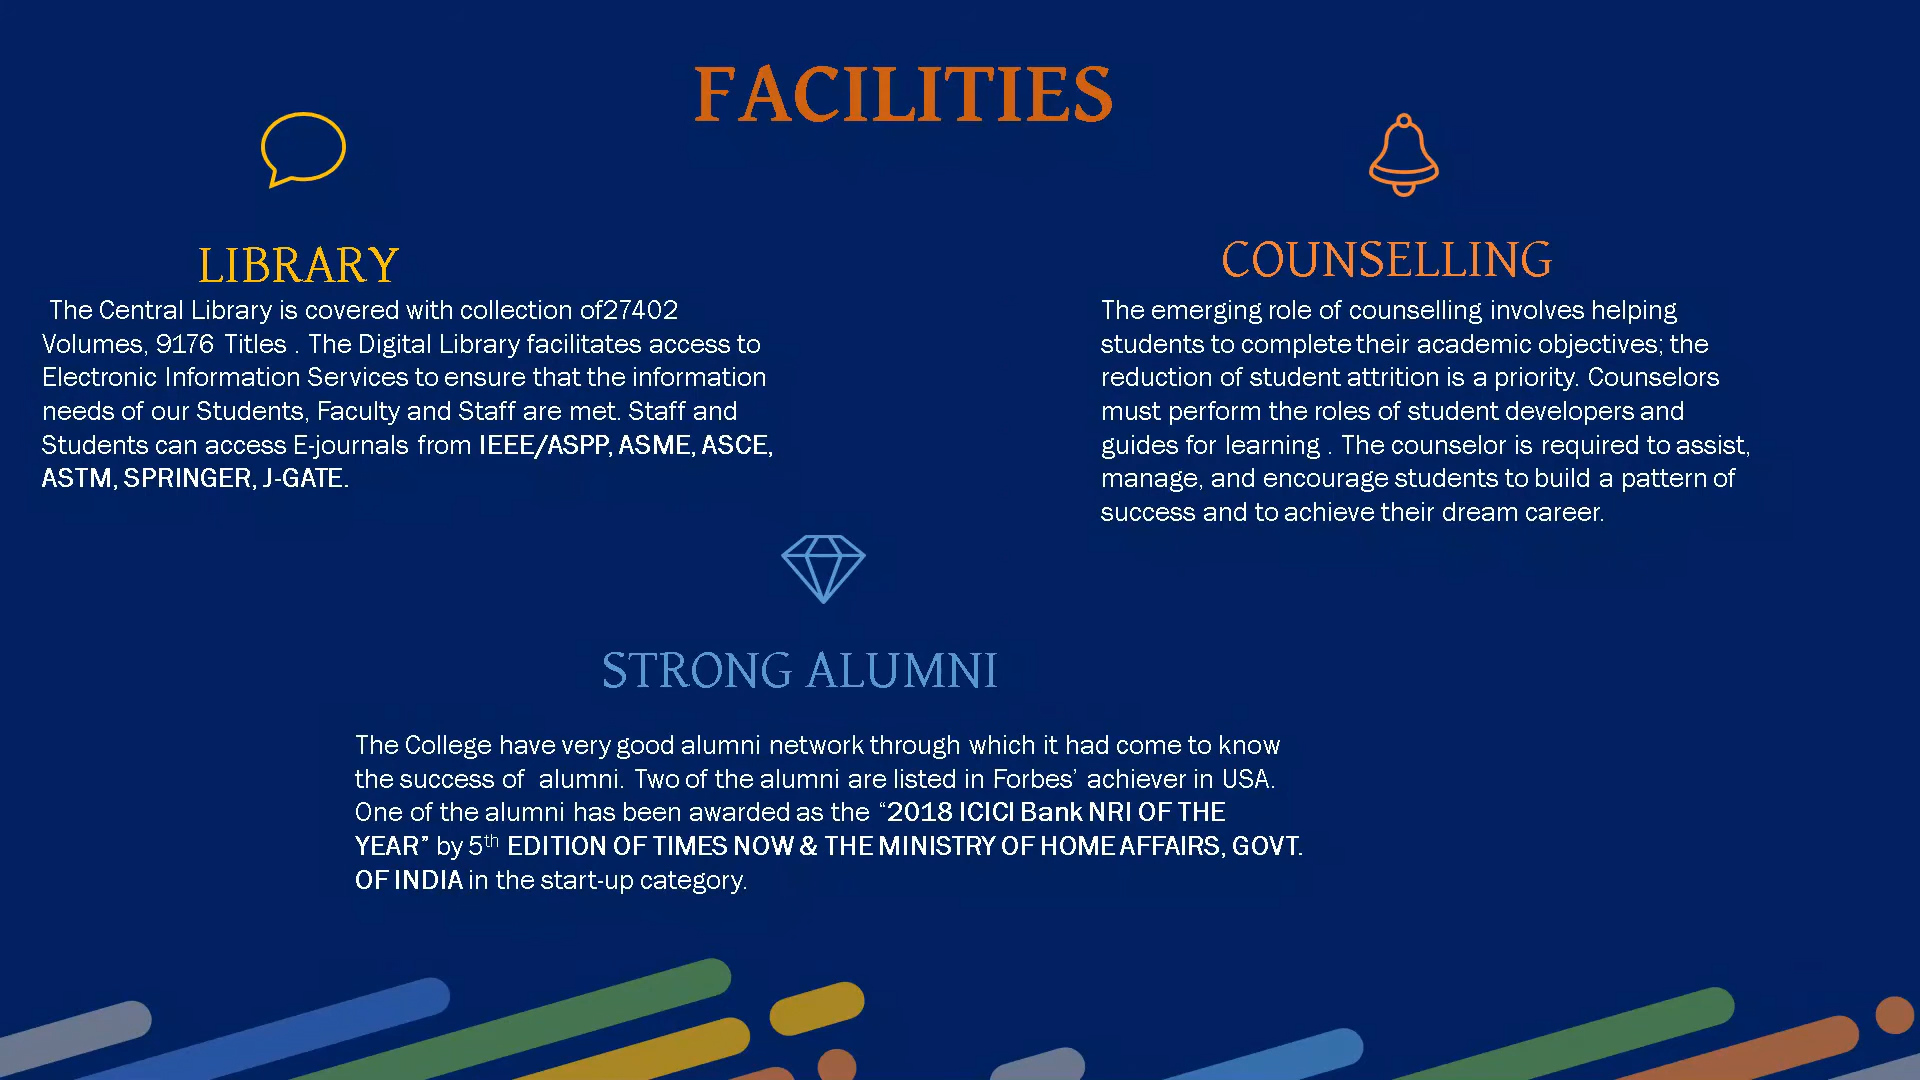 FACILITIES
LIBRARY
The Central Library is covered with collection of27402
Volumes, 9176 Titles . The Digital Library facilitates access to
Electronic Information Services to ensure that the information
needs of our Students, Faculty and Staff are met. Staff and
Students can access E-journals from IEEE/ASPP, ASME, ASCE,
ASTM, SPRINGER, J-GATE.
COUNSELLING
The emerging role of counselling involves helping
students to complete their academic objectives; the
reduction of student attrition is a priority. Counselors
must perform the roles of student developers and
guides for learning . The counselor is required to assist,
manage, and encourage students to build a pattern of
success and to achieve their dream career.
STRONG ALUMNI
The College have very good alumni network through which it had come to know
the success of alumni. Two of the alumni are listed in Forbes’ achiever in USA.
One of the alumni has been awarded as the “2018 ICICI Bank NRI OF THE
YEAR” by 5th EDITION OF TIMES NOW & THE MINISTRY OF HOME AFFAIRS, GOVT.
OF INDIA in the start-up category.